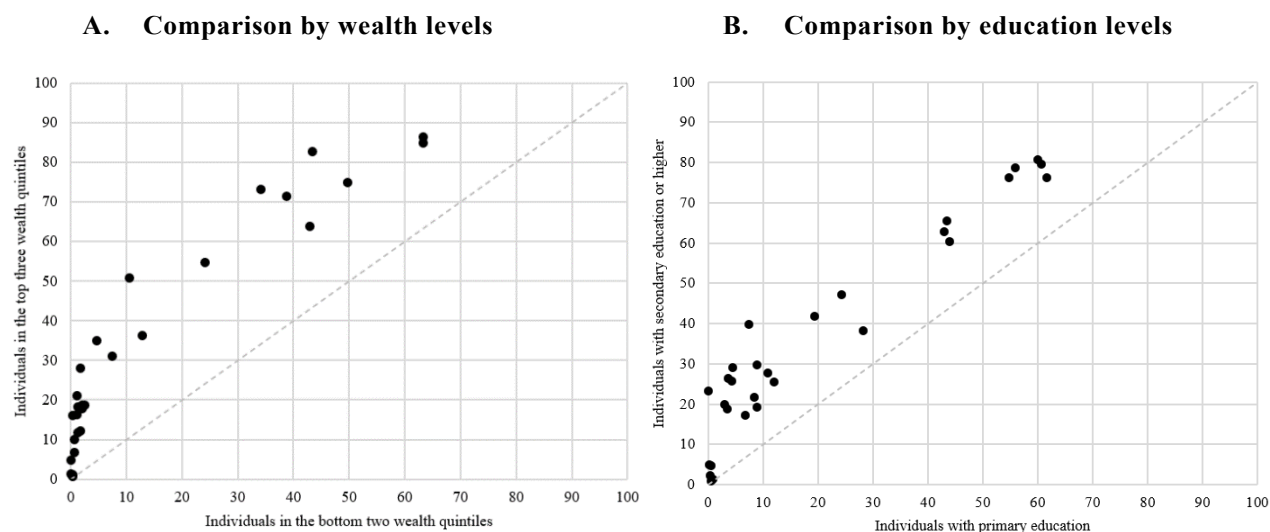 A. Comparison by wealth levels
Individuals in the top three wealth quintiles
100
90
80
70
60
50
40
30
20
10
0
0 10 20 30 40 50 60 70 80 90 100
Individuals in the bottom two wealth quintiles
B. Comparison by education levels
Individuals with secondary education or higher
100
90
80
70
60
50
40
30
20
10
0
0 10 20 30 40 50 60 70 80 90 100
Individuals with primary education